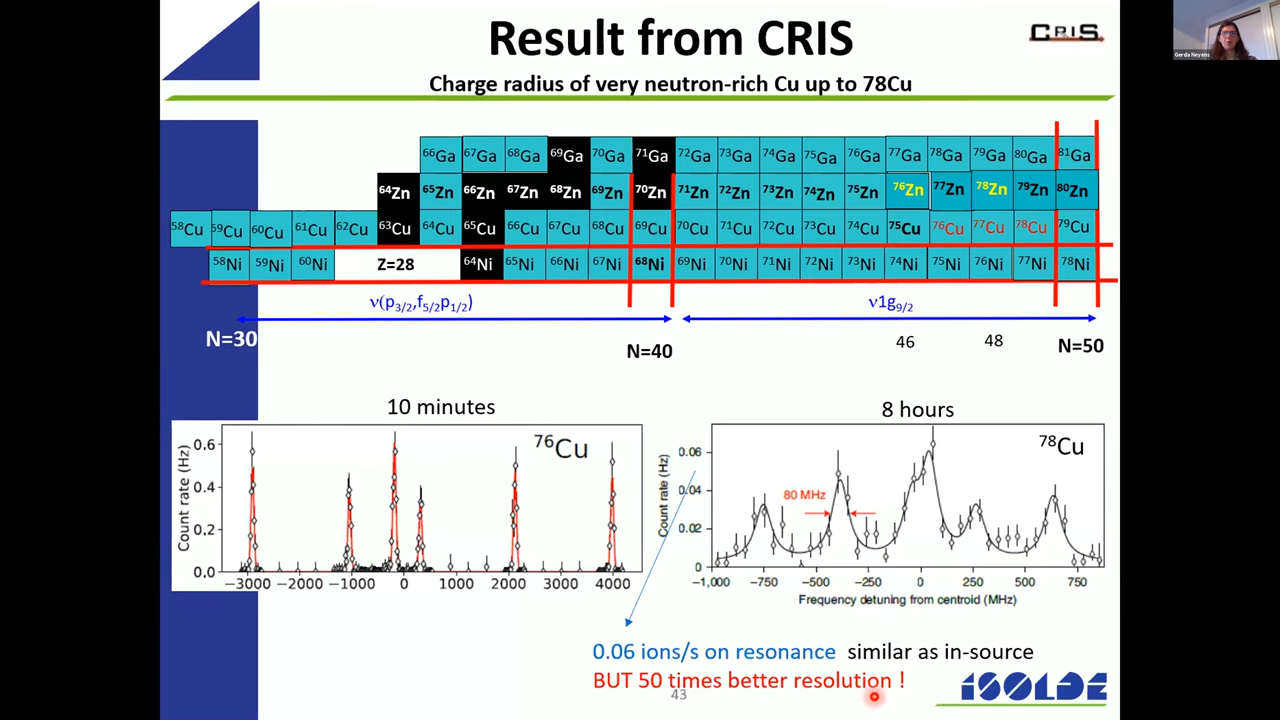 Result from CRIS
CRIS
Gerda Neyens
Charge radius of very neutron-rich Cu up to 78Cu
66Ga 67Ga 68Ga 69Ga 70Ga 71Ga 72Ga 73Ga 74Ga 75Ga 76Ga 77Ga 78Ga 79Ga 80Ga 81Ga
64Zn 65Zn 66Zn 67Zn 68Zn 69Zn 70Zn 71Zn 72Zn 73Zn 74Zn 75Zn 76Zn 77Zn 78Zn 79Zn 80Zn
58Cu 59Cu 60Cu 61Cu 62Cu 63Cu 64Cu 65Cu 66Cu 67Cu 68Cu 69Cu 70Cu 71Cu 72Cu 73Cu 74Cu 75Cu 76Cu 77Cu 78Cu 79Cu
58Ni 59Ni 60Ni Z=28 64Ni 65Ni 66Ni 67Ni 68Ni 69Ni 70Ni 71Ni 72Ni 73Ni 74Ni 75Ni 76Ni 77Ni 78Ni
ν(p3/2,f5/2p1/2) ν1g9/2
N=30 N=40 46 48 N=50
10 minutes
76Cu
Count rate (Hz)
0.6
0.4
0.2
0.0
−3000 −2000 −1000 0 1000 2000 3000 4000
8 hours
78Cu
Count rate (Hz)
0.06
0.04
0.02
0
80 MHz
−1,000 −750 −500 −250 0 250 500 750
Frequency detuning from centroid (MHz)
0.06 ions/s on resonance similar as in-source
BUT 50 times better resolution !
43
ISOLDE